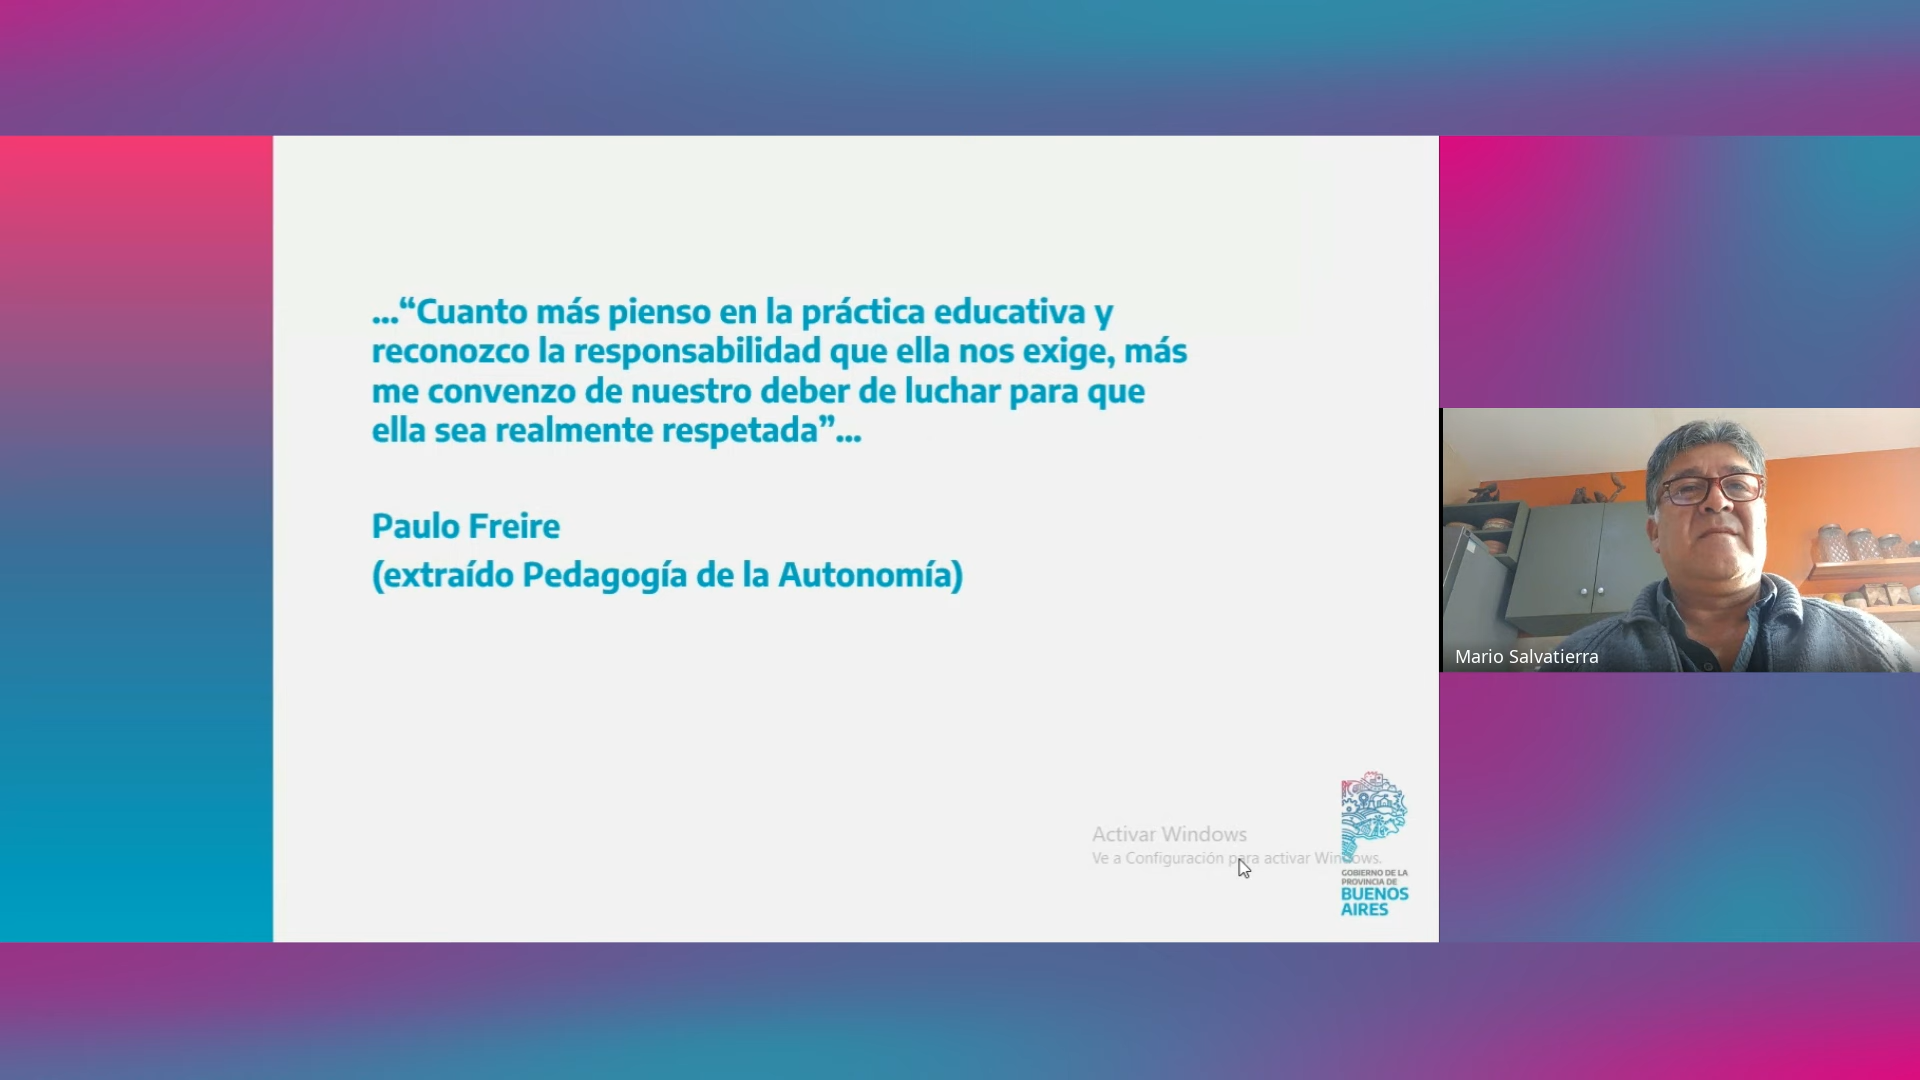 ...“Cuanto más pienso en la práctica educativa y
reconozco la responsabilidad que ella nos exige, más
me convenzo de nuestro deber de luchar para que
ella sea realmente respetada”...
Paulo Freire
(extraído Pedagogía de la Autonomía)
Mario Salvatierra
Activar Windows
Ve a Configuración para activar Windows.
GOBIERNO DE LA
PROVINCIA DE
BUENOS
AIRES